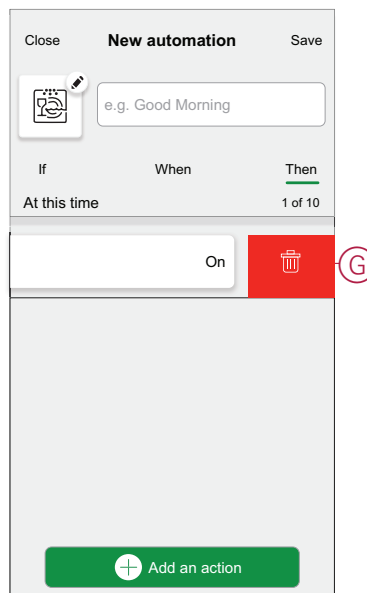 Close New automation Save
e.g. Good Morning
If When Then
At this time 1 of 10
On
G
Add an action